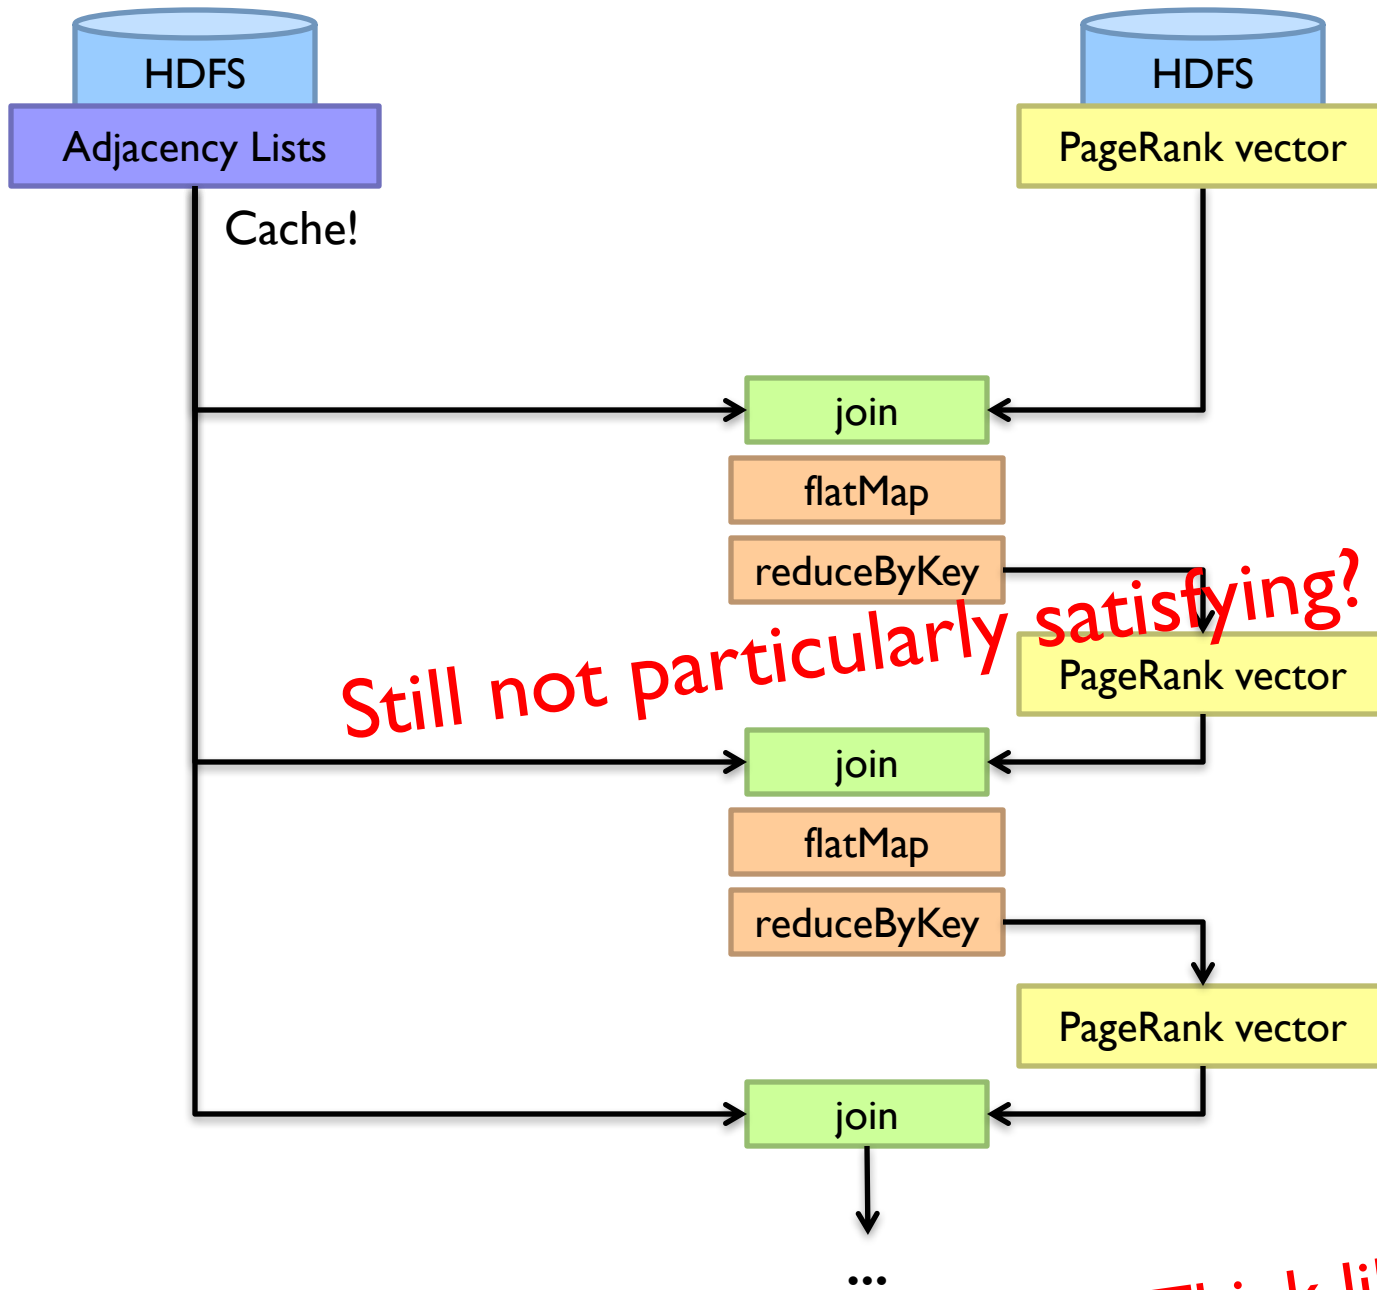 HDFS
HDFS
Adjacency Lists
PageRank vector
Cache!
join
flatMap
reduceByKey
Still not particularly satisfying?
PageRank vector
join
flatMap
reduceByKey
PageRank vector
join
...
Think